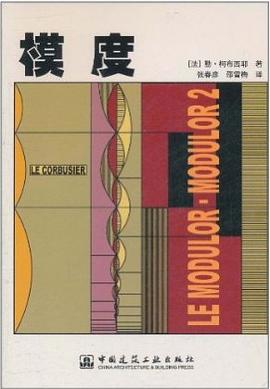 模度
[法] 勒·柯布西耶 著
张春彦 邵雪梅 译
LE CORBUSIER
LE MODULOR - MODULOR 2
中国建筑工业出版社
CHINA ARCHITECTURE & BUILDING PRESS